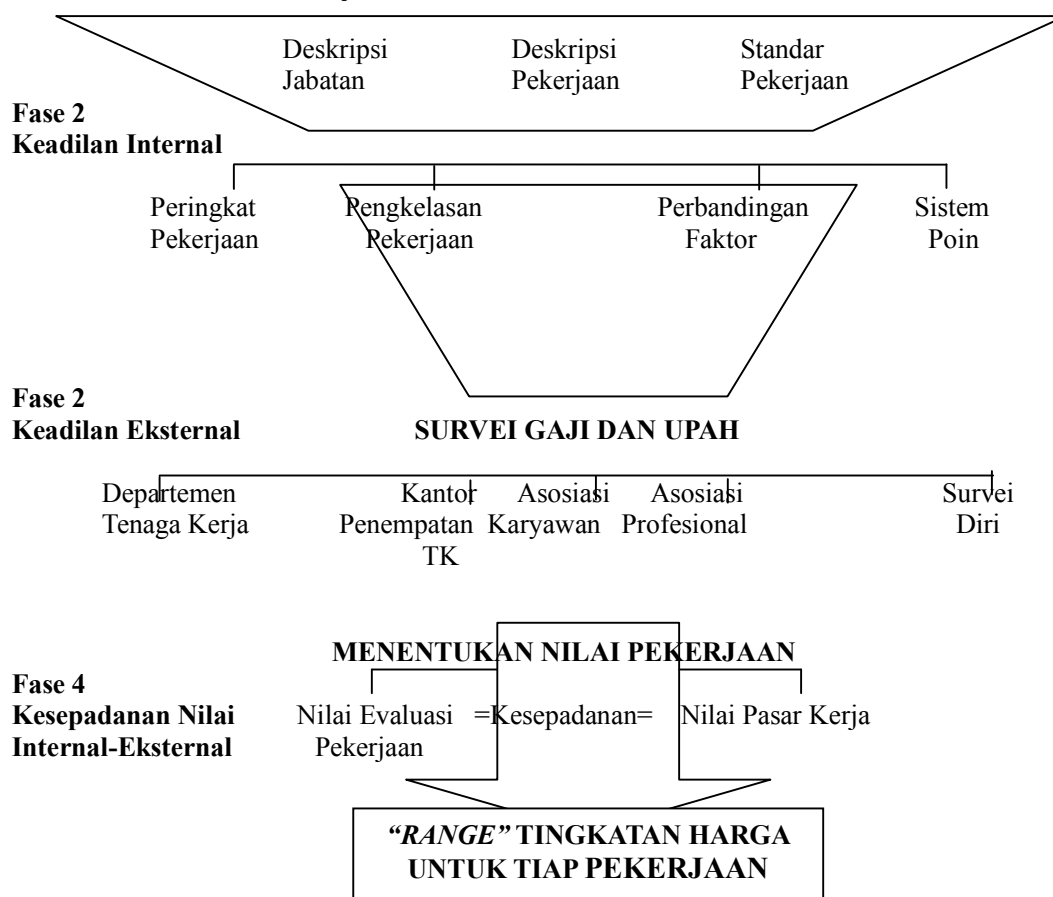 Deskripsi Jabatan
Deskripsi Pekerjaan
Standar Pekerjaan
Fase 2
Keadilan Internal
Peringkat Pekerjaan
Pengkelasan Pekerjaan
Perbandingan Faktor
Sistem Poin
Fase 2
Keadilan Eksternal
SURVEI GAJI DAN UPAH
Departemen Tenaga Kerja
Kantor Penempatan TK
Asosiasi Karyawan
Asosiasi Profesional
Survei Diri
MENENTUKAN NILAI PEKERJAAN
Fase 4
Kesepadanan Nilai
Internal-Eksternal
Nilai Evaluasi Pekerjaan
=Kesepadanan=
Nilai Pasar Kerja
“RANGE” TINGKATAN HARGA
UNTUK TIAP PEKERJAAN